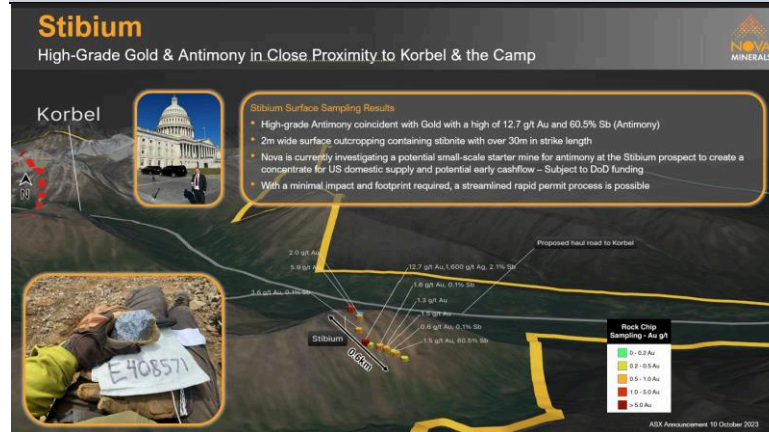 Stibium
High-Grade Gold & Antimony in Close Proximity to Korbel & the Camp
NOVA
MINERALS
Korbel
Stibium Surface Sampling Results
• High-grade Antimony coincident with Gold with a high of 12.7 g/t Au and 60.5% Sb (Antimony)
• 2m wide surface outcropping containing stibnite with over 30m in strike length
• Nova is currently investigating a potential small-scale starter mine for antimony at the Stibium prospect to create a
concentrate for US domestic supply and potential early cashflow – Subject to DoD funding
• With a minimal impact and footprint required, a streamlined rapid permit process is possible
N
Proposed haul road to Korbel
2.0 g/t Au
5.9 g/t Au
12.7 g/t Au,1,600 g/t Ag, 2.1% Sb
3.6 g/t Au, 0.1% Sb
1.6 g/t Au, 0.1% Sb
1.3 g/t Au
1.5 g/t Au
0.6 g/t Au, 0.1% Sb
1.5 g/t Au, 60.5% Sb
Stibium
0.6km
E408571
Rock Chip
Sampling - Au g/t
0 - 0.2 Au
0.2 - 0.5 Au
0.5 - 1.0 Au
1.0 - 5.0 Au
> 5.0 Au
ASX Announcement 10 October 2023